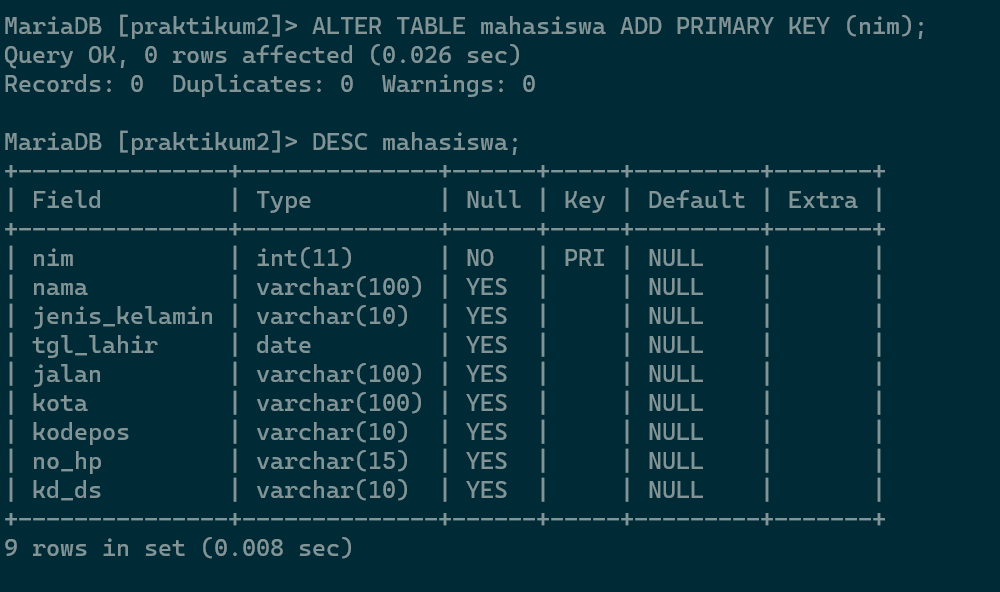 MariaDB [praktikum2]> ALTER TABLE mahasiswa ADD PRIMARY KEY (nim);
Query OK, 0 rows affected (0.026 sec)
Records: 0  Duplicates: 0  Warnings: 0

MariaDB [praktikum2]> DESC mahasiswa;
+---------------+--------------+------+-----+---------+-------+
| Field         | Type         | Null | Key | Default | Extra |
+---------------+--------------+------+-----+---------+-------+
| nim           | int(11)      | NO   | PRI | NULL    |       |
| nama          | varchar(100) | YES  |     | NULL    |       |
| jenis_kelamin | varchar(10)  | YES  |     | NULL    |       |
| tgl_lahir     | date         | YES  |     | NULL    |       |
| jalan         | varchar(100) | YES  |     | NULL    |       |
| kota          | varchar(100) | YES  |     | NULL    |       |
| kodepos       | varchar(10)  | YES  |     | NULL    |       |
| no_hp         | varchar(15)  | YES  |     | NULL    |       |
| kd_ds         | varchar(10)  | YES  |     | NULL    |       |
+---------------+--------------+------+-----+---------+-------+
9 rows in set (0.008 sec)